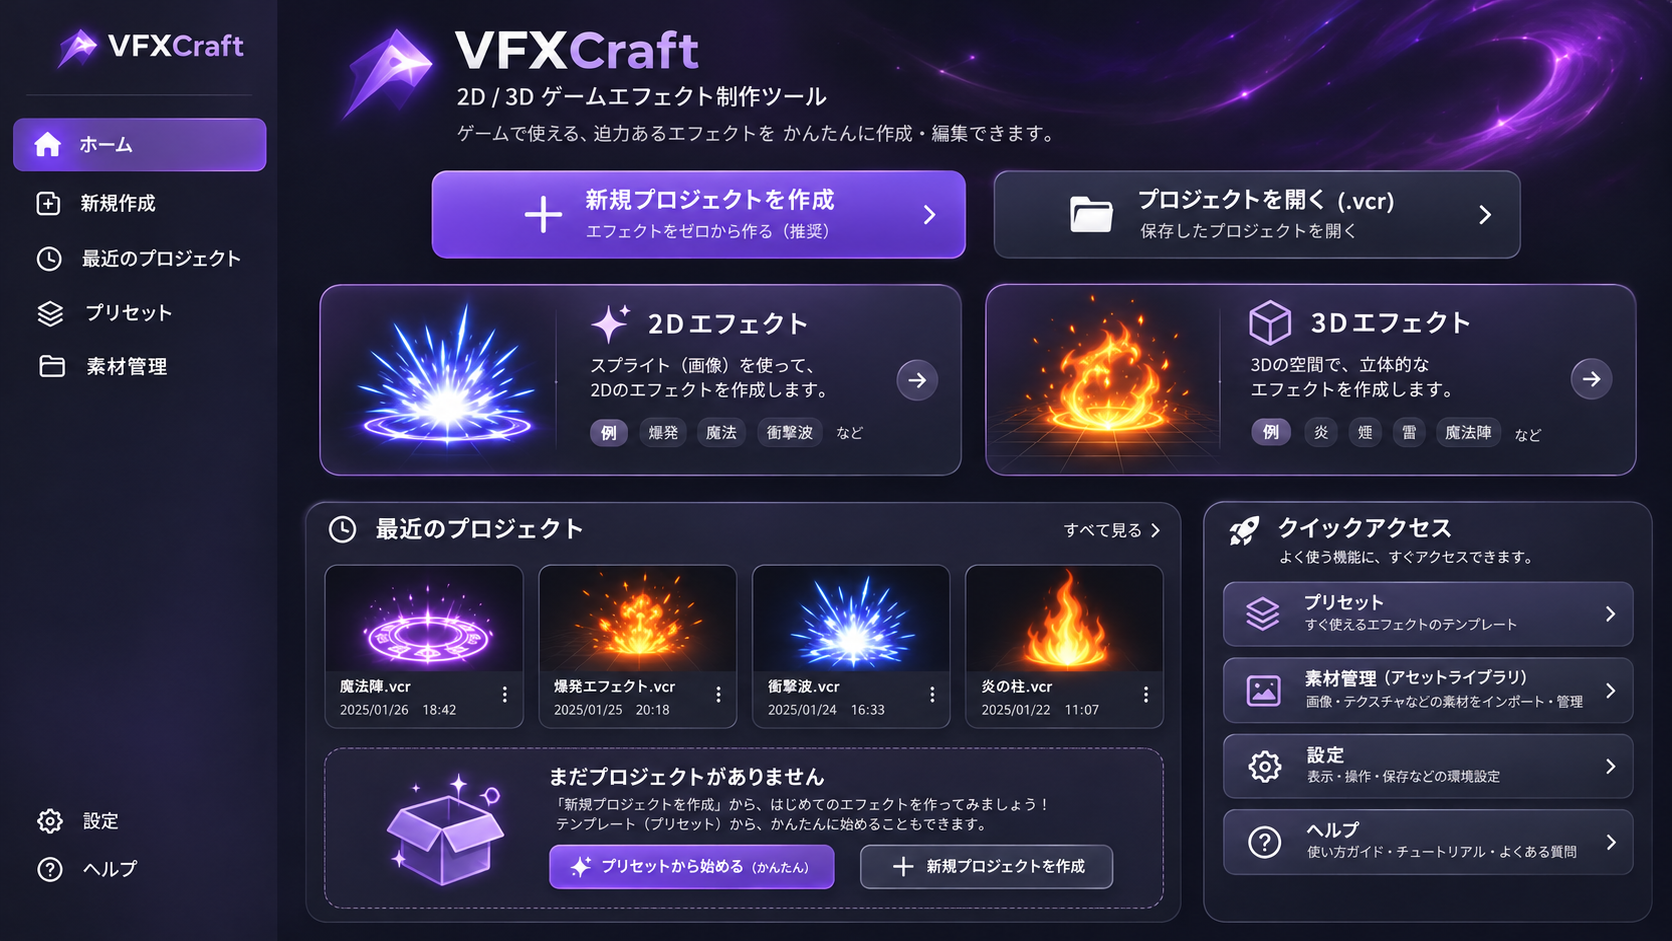 VFXCraft
ホーム
新規作成
最近のプロジェクト
プリセット
素材管理
設定
ヘルプ
VFXCraft
2D / 3D ゲームエフェクト制作ツール
ゲームで使える、迫力あるエフェクトを かんたんに作成・編集できます。
新規プロジェクトを作成
エフェクトをゼロから作る（推奨）
プロジェクトを開く (.vcr)
保存したプロジェクトを開く
2Dエフェクト
スプライト（画像）を使って、
2Dのエフェクトを作成します。
例 爆発 魔法 衝撃波 など
3Dエフェクト
3Dの空間で、立体的な
エフェクトを作成します。
例 炎 雷 魔法陣 など
最近のプロジェクト
すべて見る
魔法陣.vcr
2025/01/26 18:42
爆発エフェクト.vcr
2025/01/25 20:18
衝撃波.vcr
2025/01/24 16:33
炎の柱.vcr
2025/01/22 11:07
まだプロジェクトがありません
「新規プロジェクトを作成」から、はじめてのエフェクトを作ってみましょう！
テンプレート（プリセット）から、かんたんに始めることもできます。
プリセットから始める（かんたん）
新規プロジェクトを作成
クイックアクセス
よく使う機能に、すぐアクセスできます。
プリセット
すぐ使えるエフェクトのテンプレート
素材管理（アセットライブラリ）
画像・テクスチャなどの素材をインポート・管理
設定
表示・操作・保存などの環境設定
ヘルプ
使い方ガイド・チュートリアル・よくある質問